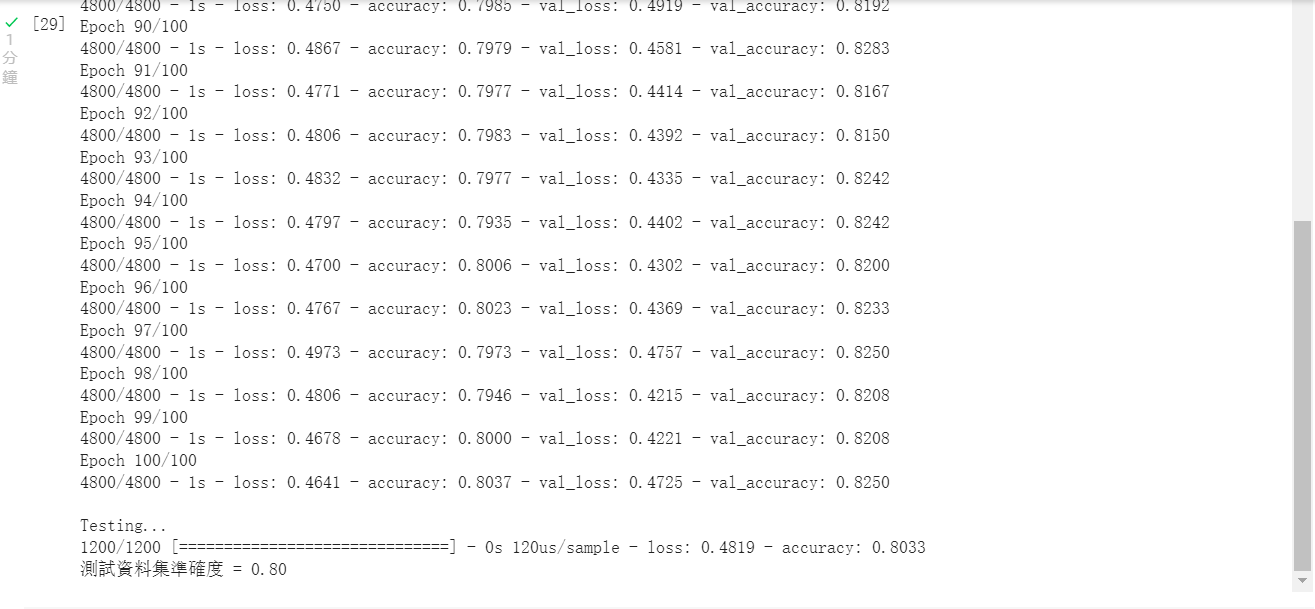 4800/4800 - 1s - loss: 0.4750 - accuracy: 0.7985 - val_loss: 0.4919 - val_accuracy: 0.8192
[29]
1
分
鐘
Epoch 90/100
4800/4800 - 1s - loss: 0.4867 - accuracy: 0.7979 - val_loss: 0.4581 - val_accuracy: 0.8283
Epoch 91/100
4800/4800 - 1s - loss: 0.4771 - accuracy: 0.7977 - val_loss: 0.4414 - val_accuracy: 0.8167
Epoch 92/100
4800/4800 - 1s - loss: 0.4806 - accuracy: 0.7983 - val_loss: 0.4392 - val_accuracy: 0.8150
Epoch 93/100
4800/4800 - 1s - loss: 0.4832 - accuracy: 0.7977 - val_loss: 0.4335 - val_accuracy: 0.8242
Epoch 94/100
4800/4800 - 1s - loss: 0.4797 - accuracy: 0.7935 - val_loss: 0.4402 - val_accuracy: 0.8242
Epoch 95/100
4800/4800 - 1s - loss: 0.4700 - accuracy: 0.8006 - val_loss: 0.4302 - val_accuracy: 0.8200
Epoch 96/100
4800/4800 - 1s - loss: 0.4767 - accuracy: 0.8023 - val_loss: 0.4369 - val_accuracy: 0.8233
Epoch 97/100
4800/4800 - 1s - loss: 0.4973 - accuracy: 0.7973 - val_loss: 0.4757 - val_accuracy: 0.8250
Epoch 98/100
4800/4800 - 1s - loss: 0.4806 - accuracy: 0.7946 - val_loss: 0.4215 - val_accuracy: 0.8208
Epoch 99/100
4800/4800 - 1s - loss: 0.4678 - accuracy: 0.8000 - val_loss: 0.4221 - val_accuracy: 0.8208
Epoch 100/100
4800/4800 - 1s - loss: 0.4641 - accuracy: 0.8037 - val_loss: 0.4725 - val_accuracy: 0.8250
Testing...
1200/1200 [==============================] - 0s 120us/sample - loss: 0.4819 - accuracy: 0.8033
測試資料集準確度 = 0.80